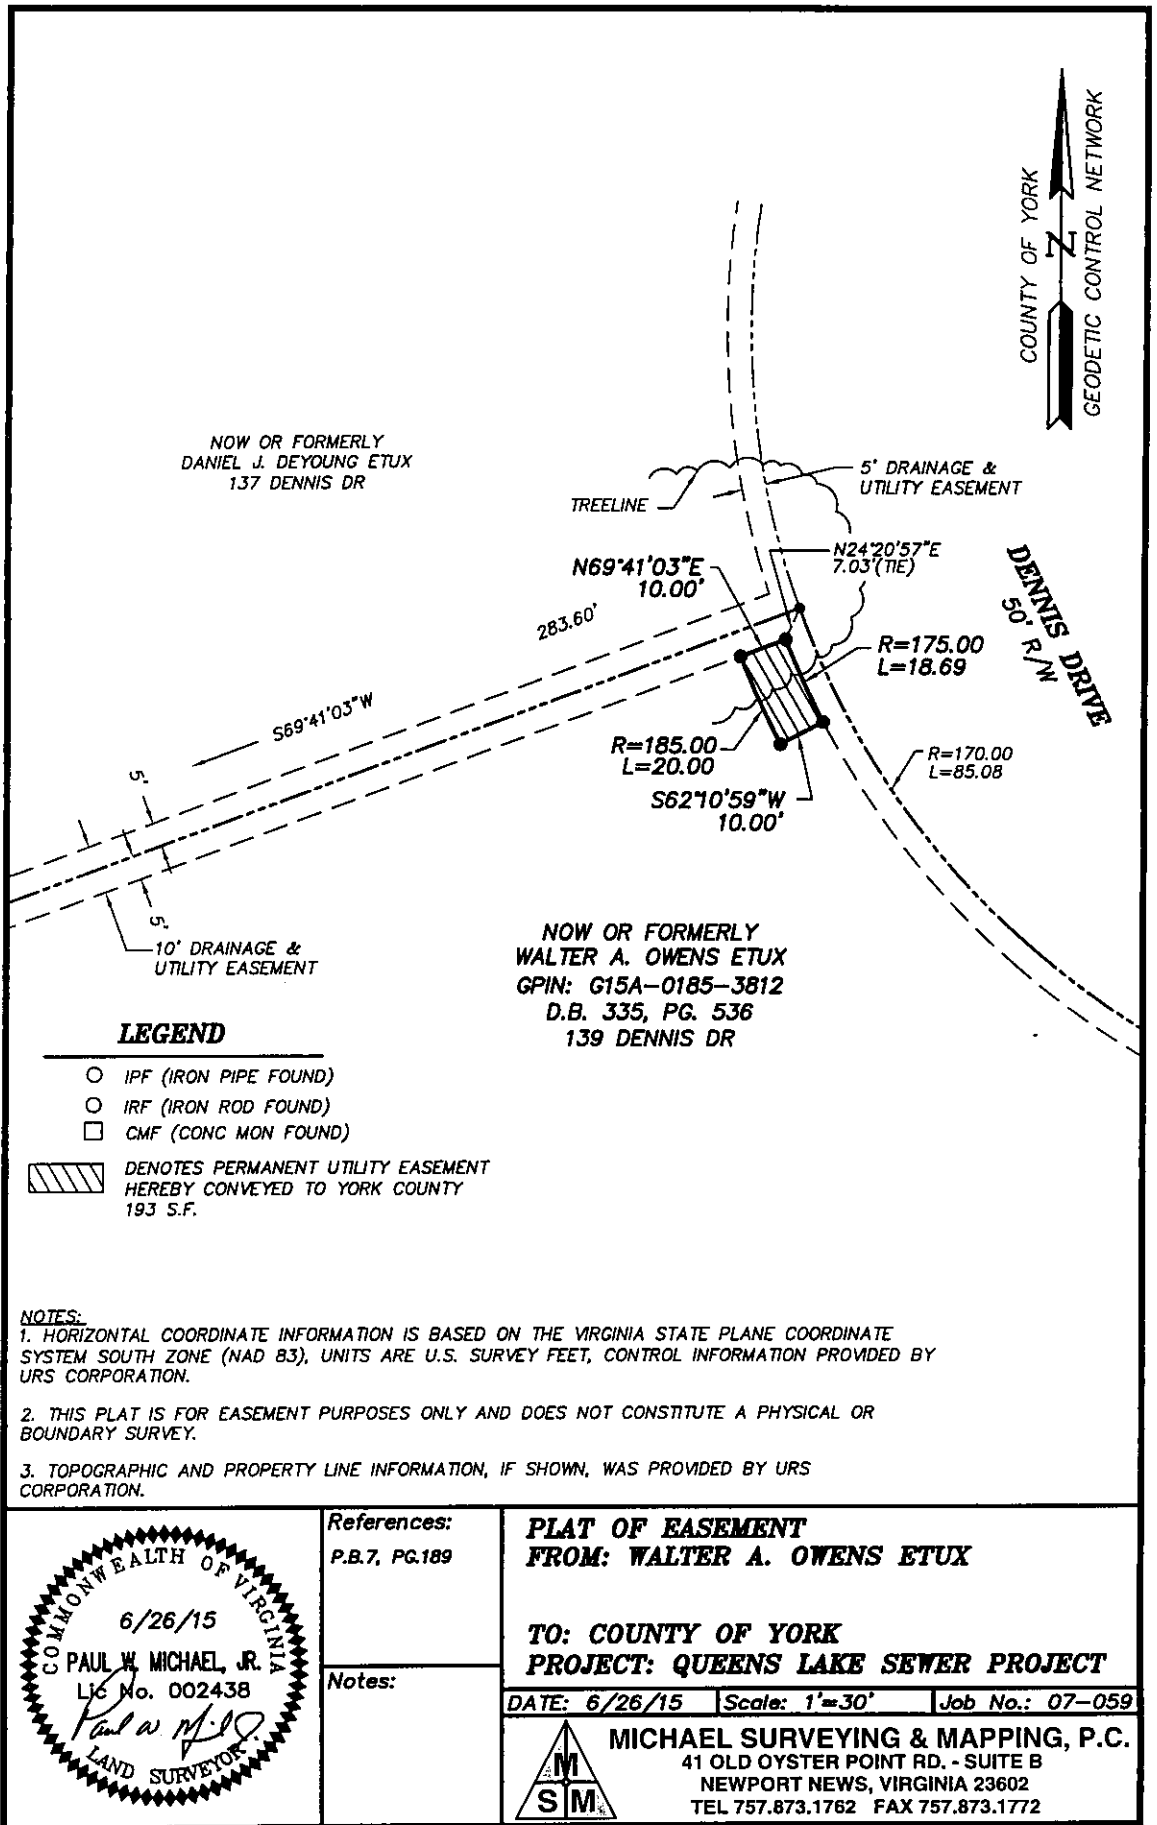 COUNTY OF YORK
N
GEODETIC CONTROL NETWORK
NOW OR FORMERLY
DANIEL J. DEYOUNG ETUX
137 DENNIS DR
TREELINE
5' DRAINAGE &
UTILITY EASEMENT
N24°20'57"E
7.03'(TIE)
N69°41'03"E
10.00'
DENNIS DRIVE
50' R/W
283.60'
R=175.00
L=18.69
S69°41'03"W
R=185.00
L=20.00
R=170.00
L=85.08
S62°10'59"W
10.00'
5'
5'
10' DRAINAGE &
UTILITY EASEMENT
NOW OR FORMERLY
WALTER A. OWENS ETUX
GPIN: G15A-0185-3812
D.B. 335, PG. 536
139 DENNIS DR
LEGEND
IPF (IRON PIPE FOUND)
IRF (IRON ROD FOUND)
CMF (CONC MON FOUND)
DENOTES PERMANENT UTILITY EASEMENT
HEREBY CONVEYED TO YORK COUNTY
193 S.F.
NOTES:
1. HORIZONTAL COORDINATE INFORMATION IS BASED ON THE VIRGINIA STATE PLANE COORDINATE
SYSTEM SOUTH ZONE (NAD 83), UNITS ARE U.S. SURVEY FEET, CONTROL INFORMATION PROVIDED BY
URS CORPORATION.
2. THIS PLAT IS FOR EASEMENT PURPOSES ONLY AND DOES NOT CONSTITUTE A PHYSICAL OR
BOUNDARY SURVEY.
3. TOPOGRAPHIC AND PROPERTY LINE INFORMATION, IF SHOWN, WAS PROVIDED BY URS
CORPORATION.
COMMONWEALTH OF VIRGINIA
6/26/15
PAUL W. MICHAEL, JR.
Lic No. 002438
Paul W. Mi
LAND SURVEYOR
References:
P.B.7, PG.189
Notes:
PLAT OF EASEMENT
FROM: WALTER A. OWENS ETUX
TO: COUNTY OF YORK
PROJECT: QUEENS LAKE SEWER PROJECT
DATE: 6/26/15
Scale: 1'=30'
Job No.: 07-059
M
S M
MICHAEL SURVEYING & MAPPING, P.C.
41 OLD OYSTER POINT RD. - SUITE B
NEWPORT NEWS, VIRGINIA 23602
TEL 757.873.1762 FAX 757.873.1772